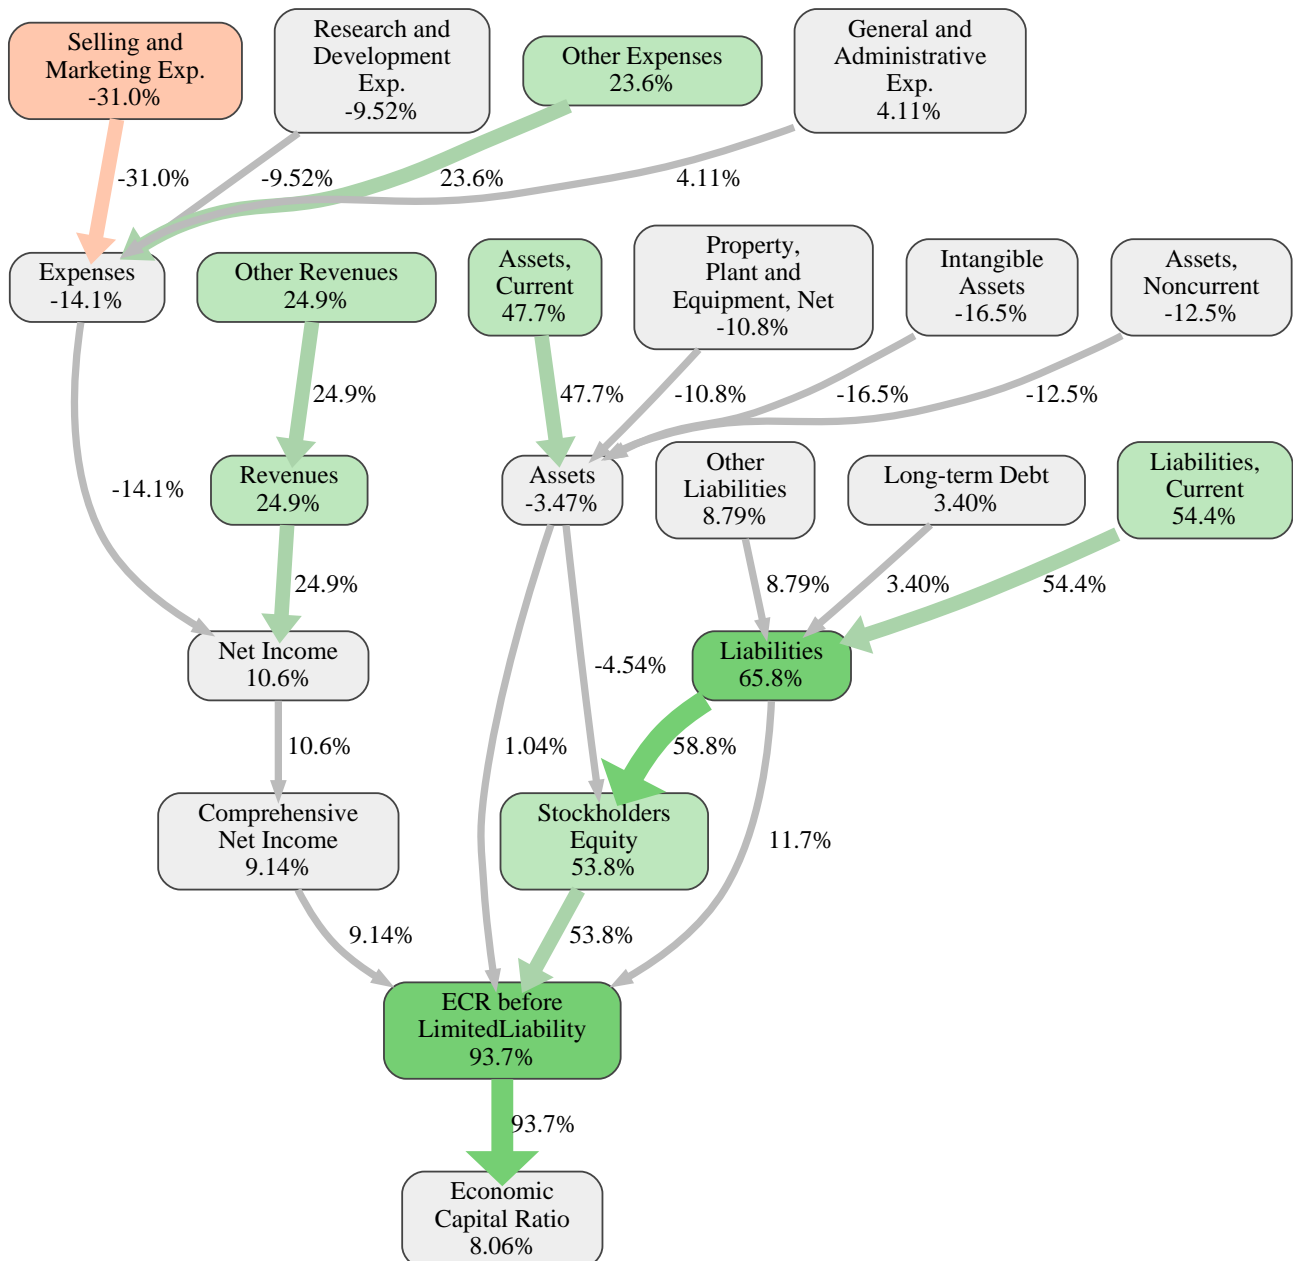 Selling and
Marketing Exp.
-31.0%
Research and
Development
Exp.
-9.52%
Other Expenses
23.6%
General and
Administrative
Exp.
4.11%
-31.0%
-9.52%
23.6%
4.11%
Expenses
-14.1%
Other Revenues
24.9%
Assets,
Current
47.7%
Property,
Plant and
Equipment, Net
-10.8%
Intangible
Assets
-16.5%
Assets,
Noncurrent
-12.5%
24.9%
47.7%
-10.8%
-16.5%
-12.5%
-14.1%
Revenues
24.9%
Assets
-3.47%
Other
Liabilities
8.79%
Long-term Debt
3.40%
Liabilities,
Current
54.4%
24.9%
8.79%
3.40%
54.4%
Net Income
10.6%
-4.54%
Liabilities
65.8%
10.6%
1.04%
58.8%
Comprehensive
Net Income
9.14%
Stockholders
Equity
53.8%
11.7%
9.14%
53.8%
ECR before
LimitedLiability
93.7%
93.7%
Economic
Capital Ratio
8.06%